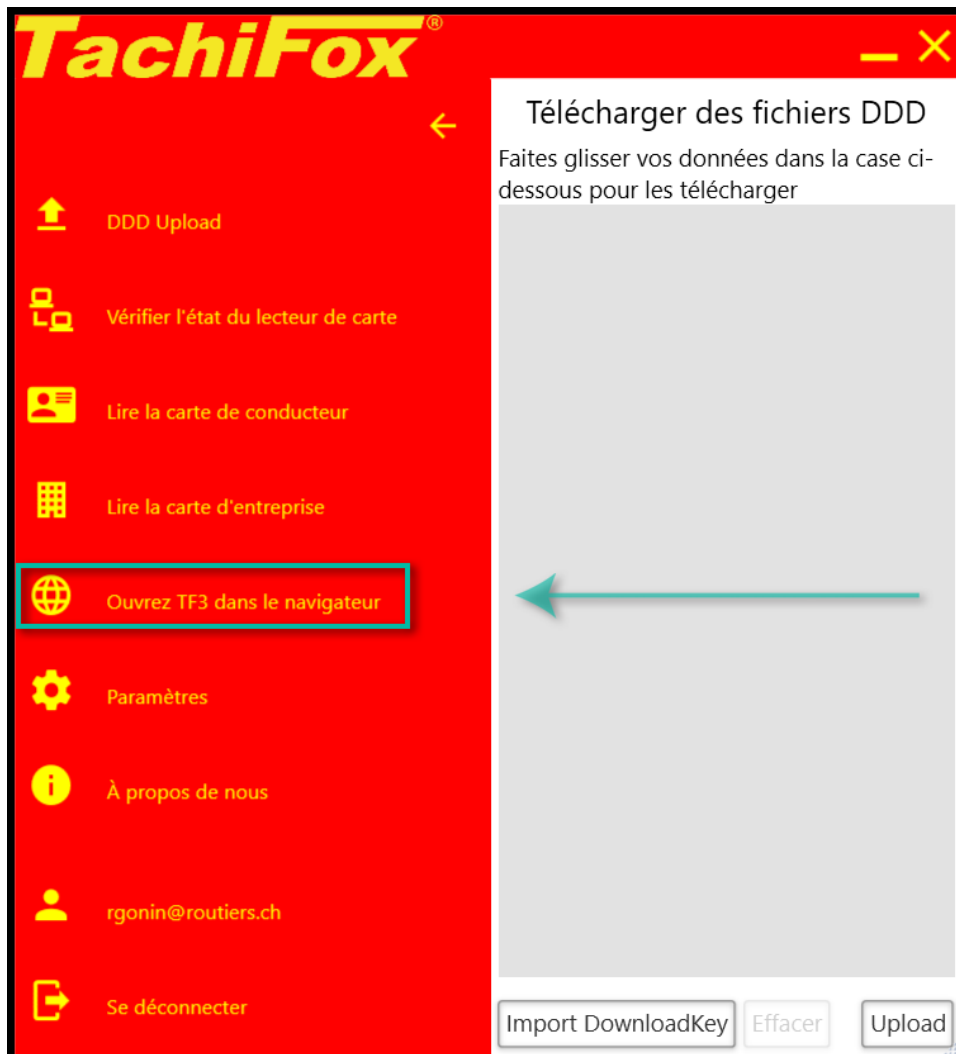 TachiFox®
Télécharger des fichiers DDD
Faites glisser vos données dans la case ci-
dessous pour les télécharger
DDD Upload
Vérifier l'état du lecteur de carte
Lire la carte de conducteur
Lire la carte d'entreprise
Ouvrez TF3 dans le navigateur
Paramètres
À propos de nous
rgonin@routiers.ch
Se déconnecter
Import DownloadKey
Effacer
Upload